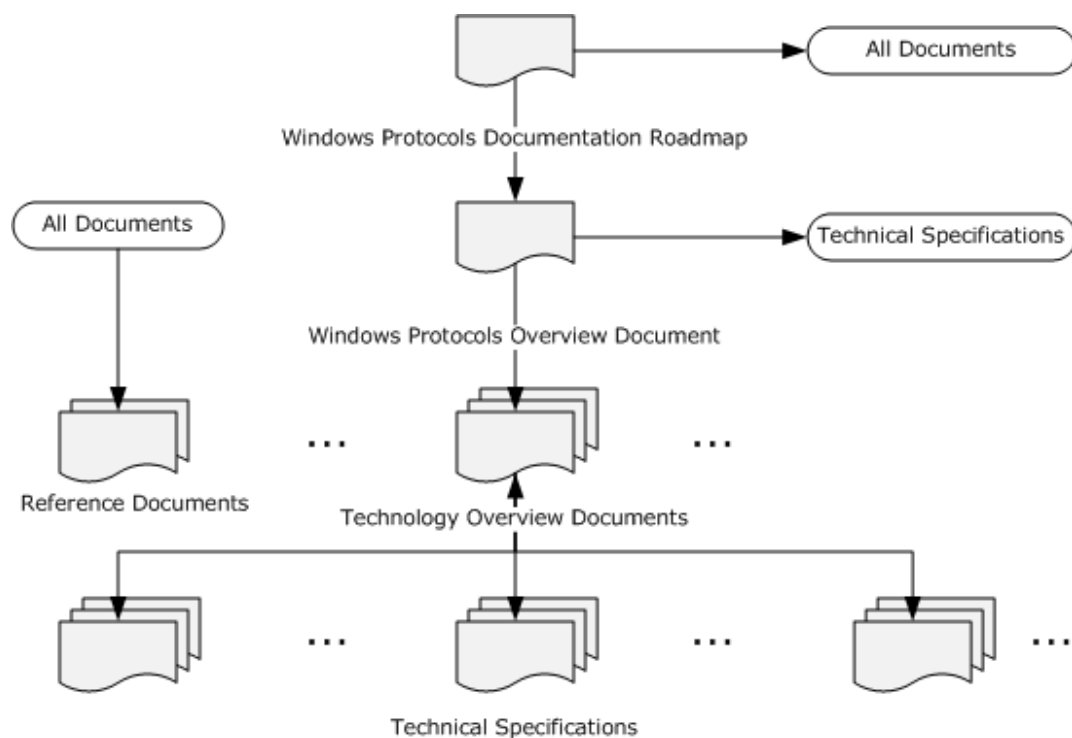 All Documents
Windows Protocols Documentation Roadmap
All Documents
Technical Specifications
Windows Protocols Overview Document
...
...
Reference Documents
Technology Overview Documents
...
...
...
Technical Specifications